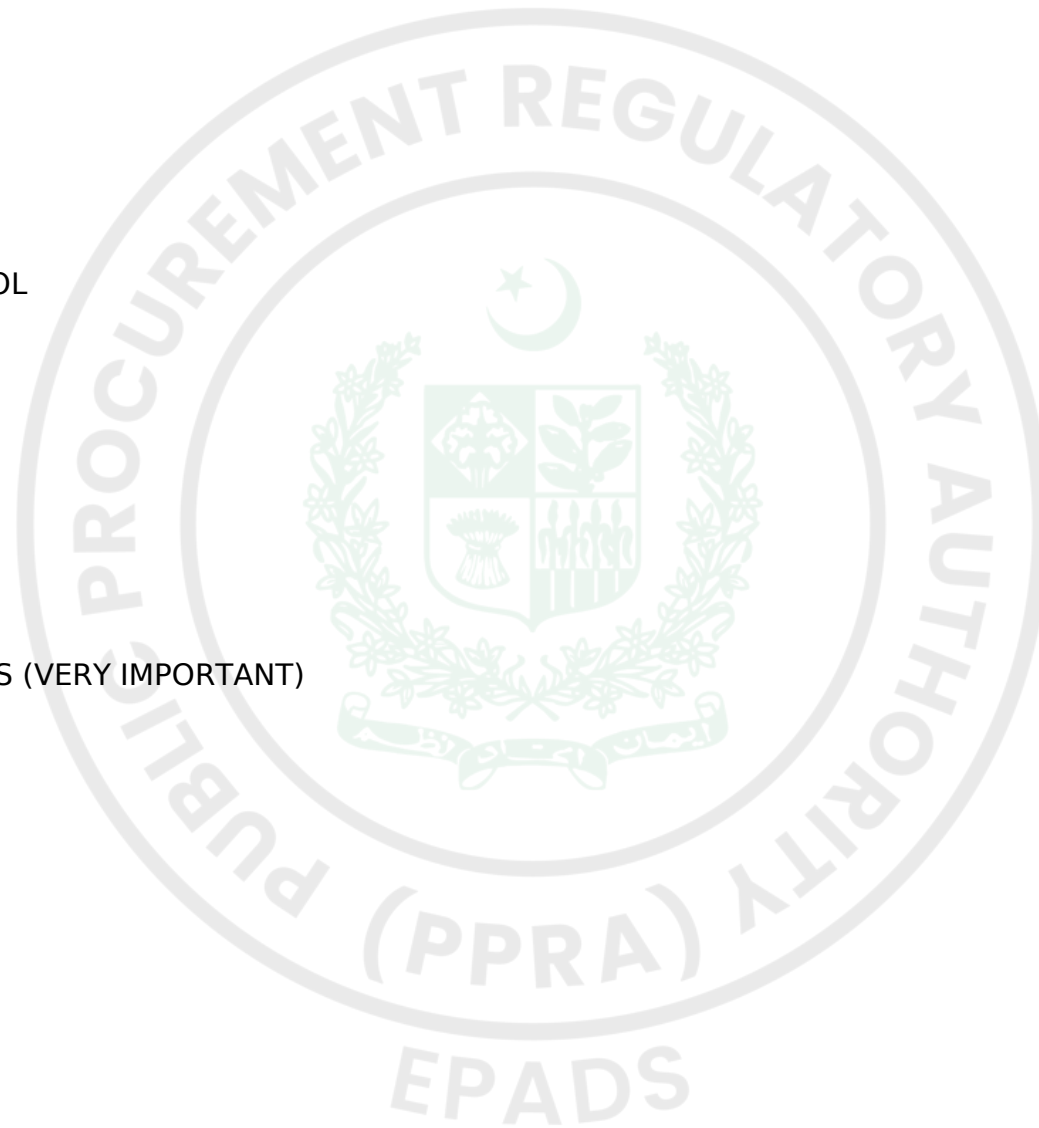 PUBLIC PROCUREMENT REGULATORY AUTHORITY
OL
S (VERY IMPORTANT)
(PPRA)
EPADS